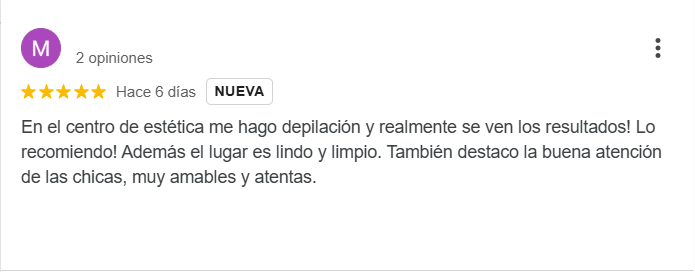 M
2 opiniones
Hace 6 días NUEVA
En el centro de estética me hago depilación y realmente se ven los resultados! Lo
recomiendo! Además el lugar es lindo y limpio. También destaco la buena atención
de las chicas, muy amables y atentas.